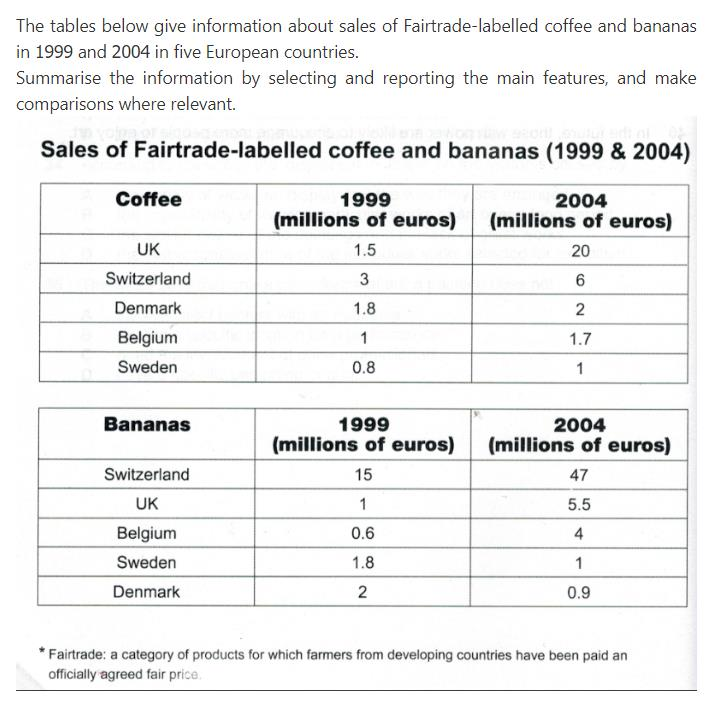 The tables below give information about sales of Fairtrade-labelled coffee and bananas
in 1999 and 2004 in five European countries.
Summarise the information by selecting and reporting the main features, and make
comparisons where relevant.
Sales of Fairtrade-labelled coffee and bananas (1999 & 2004)
Coffee 1999 (millions of euros) 2004 (millions of euros)
UK 1.5 20
Switzerland 3 6
Denmark 1.8 2
Belgium 1 1.7
Sweden 0.8 1
Bananas 1999 (millions of euros) 2004 (millions of euros)
Switzerland 15 47
UK 1 5.5
Belgium 0.6 4
Sweden 1.8 1
Denmark 2 0.9
* Fairtrade: a category of products for which farmers from developing countries have been paid an
officially agreed fair price.